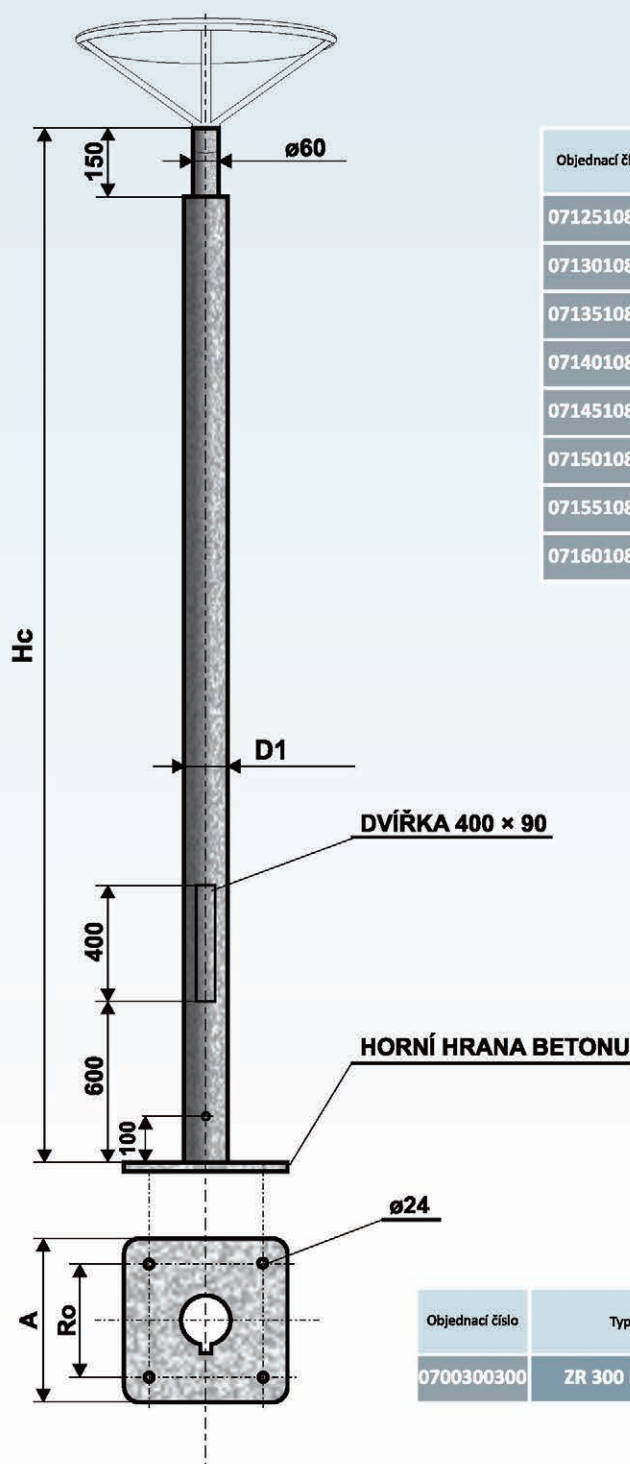 ø60
150
Objednací čí
07125108
07130108
07135108
07140108
07145108
07150108
07155108
07160108
Hc
D1
DVÍŘKA 400 × 90
400
600
HORNÍ HRANA BETONU
100
ø24
A
Ro
Objednací číslo Typ
0700300300 ZR 300